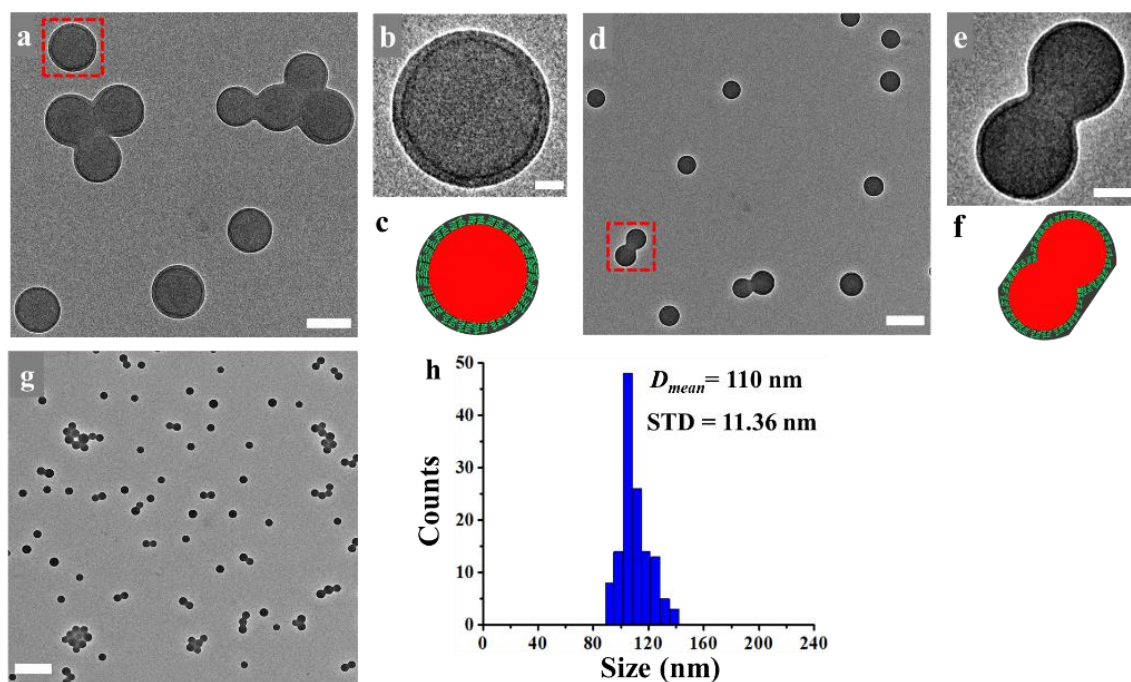 a
b
c
d
e
f
g
h
D_mean = 110 nm
STD = 11.36 nm
Counts
50
40
30
20
10
0
0 40 80 120 160 200 240
Size (nm)